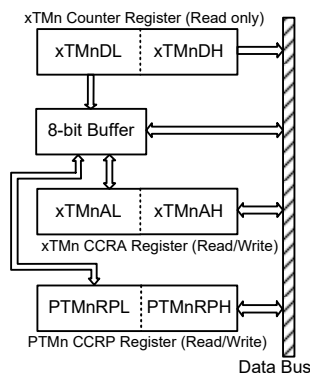 xTMn Counter Register (Read only)
xTMnDL xTMnDH
8-bit Buffer
xTMnAL xTMnAH
xTMn CCRA Register (Read/Write)
PTMnRPL PTMnRPH
PTMn CCRP Register (Read/Write)
Data Bus